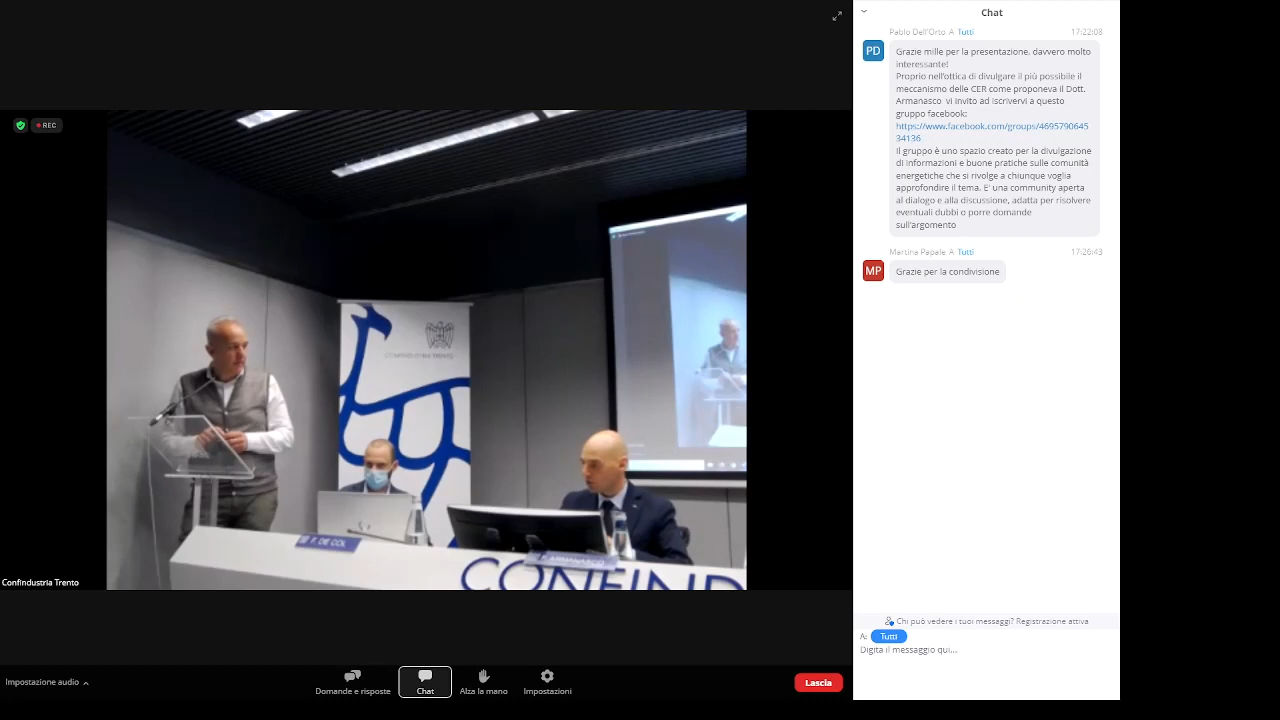 REC
CONFINDUSTRIA TRENTO
F. DE COL
CONFIND
Confindustria Trento
Impostazione audio
Domande e risposte
Chat
Alza la mano
Impostazioni
Lascia
Chat
Pablo Dell'Orto A Tutti 17:22:08
PD
Grazie mille per la presentazione, davvero molto
interessante!
Proprio nell'ottica di divulgare il più possibile il
meccanismo delle CER come proponeva il Dott.
Armanasco vi invito ad iscrivervi a questo
gruppo facebook:
https://www.facebook.com/groups/4695790645
34136
Il gruppo è uno spazio creato per la divulgazione
di informazioni e buone pratiche sulle comunità
energetiche che si rivolge a chiunque voglia
approfondire il tema. E' una community aperta
al dialogo e alla discussione, adatta per risolvere
eventuali dubbi o porre domande
sull'argomento
Martina Papale A Tutti 17:26:43
MP
Grazie per la condivisione
Chi può vedere i tuoi messaggi? Registrazione attiva
A: Tutti
Digita il messaggio qui...